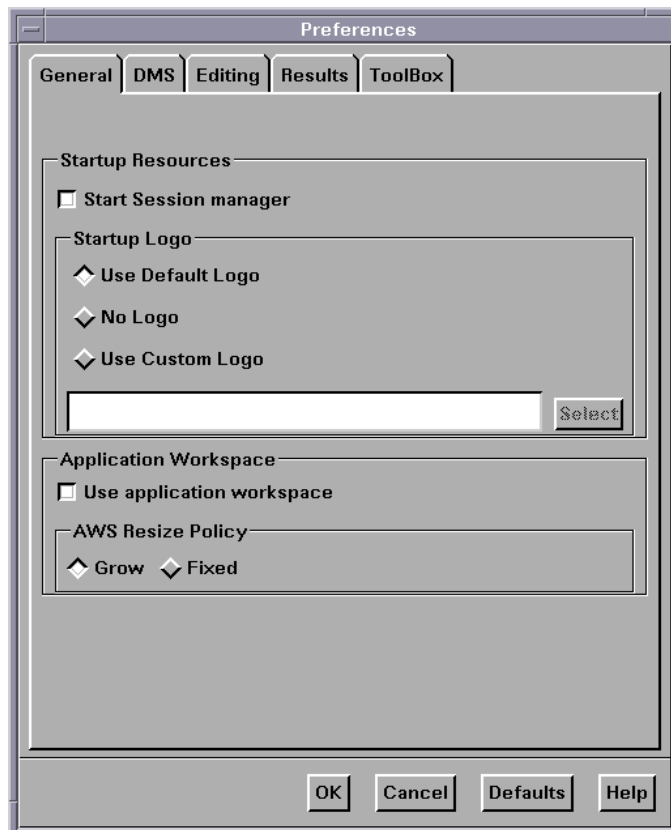 Preferences
General DMS Editing Results ToolBox
Startup Resources
Start Session manager
Startup Logo
Use Default Logo
No Logo
Use Custom Logo
Select
Application Workspace
Use application workspace
AWS Resize Policy
Grow Fixed
OK Cancel Defaults Help